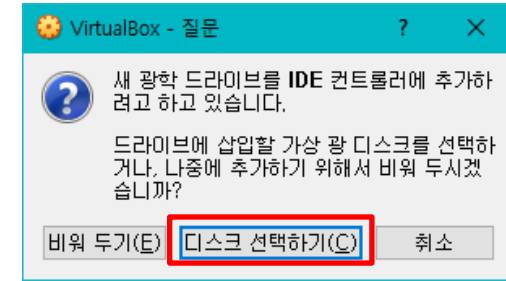 VirtualBox - 질문
새 광학 드라이브를 IDE 컨트롤러에 추가하
려고 하고 있습니다.
드라이브에 삽입할 가상 광 디스크를 선택하
거나, 나중에 추가하기 위해서 비워 두시겠
습니까?
비워 두기(E) 디스크 선택하기(C) 취소